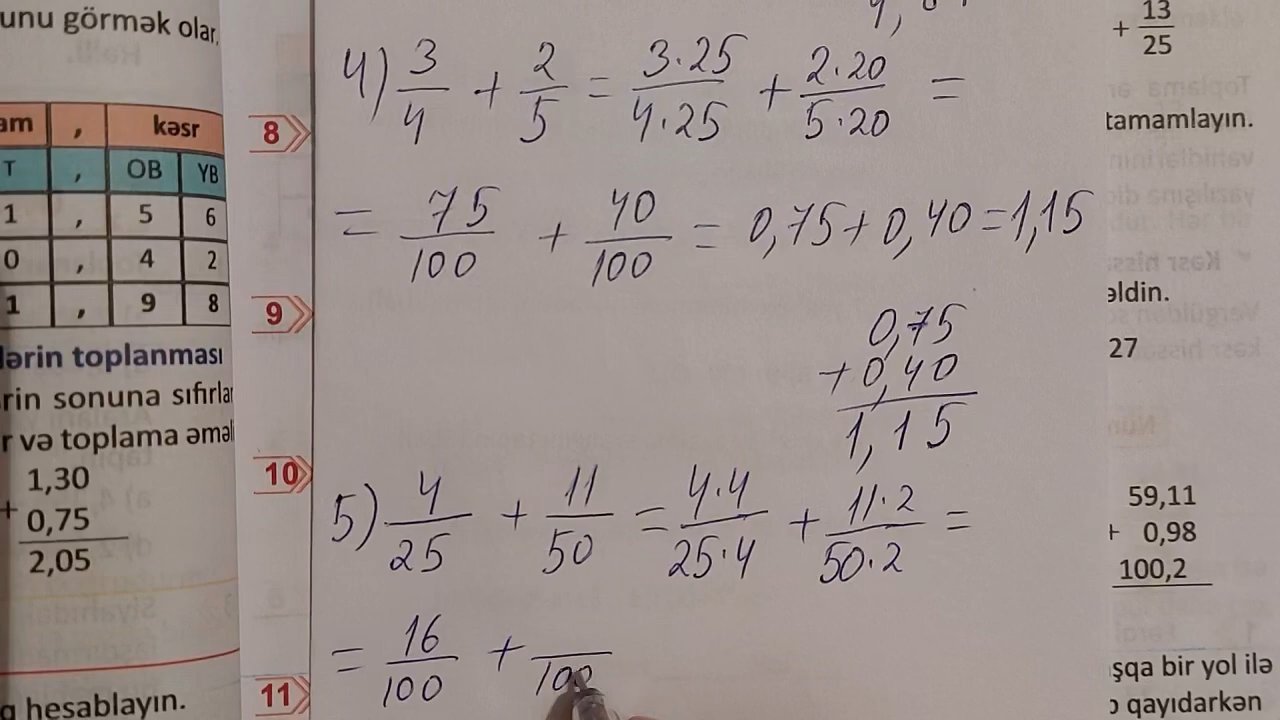 unu görmək olar.
am , kəsr
T , OB YB
1 , 5 6
0 , 4 2
1 , 9 8
lərin toplanması
rin sonuna sıfırla
r və toplama əməl
1,30
+ 0,75
2,05
q hesablayın.
8
9
10
11
4) 3/4 + 2/5 = 3·25/4·25 + 2·20/5·20 =
= 75/100 + 40/100 = 0,75 + 0,40 = 1,15
0,75
+ 0,40
1,15
5) 4/25 + 11/50 = 4·4/25·4 + 11·2/50·2 =
= 16/100 + /100
+ 13/25
tamamlayın.
əldin.
27
59,11
+ 0,98
100,2
şqa bir yol ilə
qayıdarkən